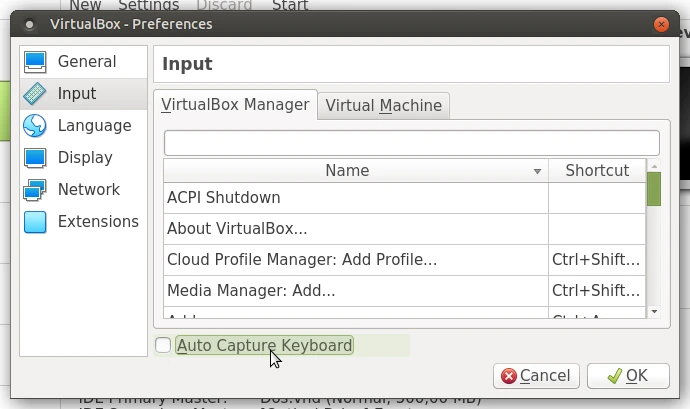 New Settings Discard Start
VirtualBox - Preferences
General
Input
Language
Display
Network
Extensions
Input
VirtualBox Manager
Virtual Machine
Name Shortcut
ACPI Shutdown
About VirtualBox...
Cloud Profile Manager: Add Profile... Ctrl+Shift...
Media Manager: Add... Ctrl+Shift...
Auto Capture Keyboard
Cancel
OK
IDE Primary Master: Dos.vhd (Normal, 500,00 MB)